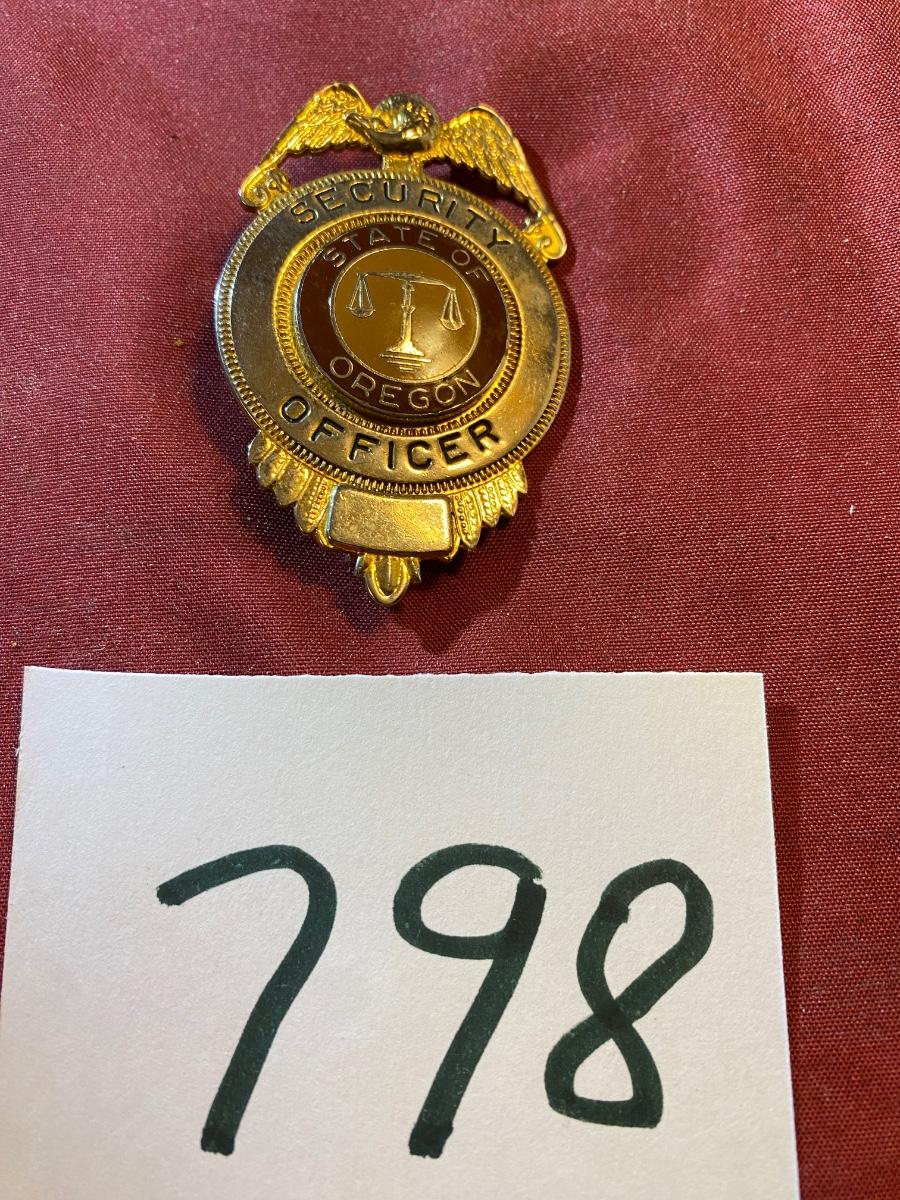 SECURITY
STATE OF
OREGON
OFFICER
798